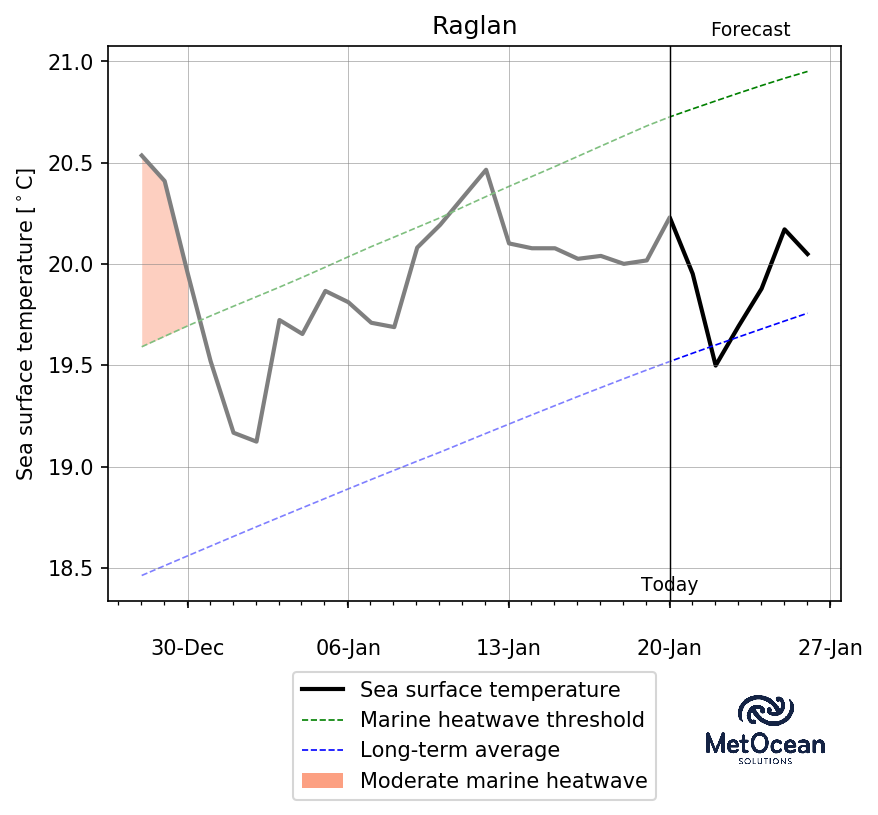 Raglan
Forecast
Sea surface temperature [°C]
21.0
20.5
20.0
19.5
19.0
18.5
Today
30-Dec
06-Jan
13-Jan
20-Jan
27-Jan
Sea surface temperature
Marine heatwave threshold
Long-term average
Moderate marine heatwave
MetOcean
SOLUTIONS